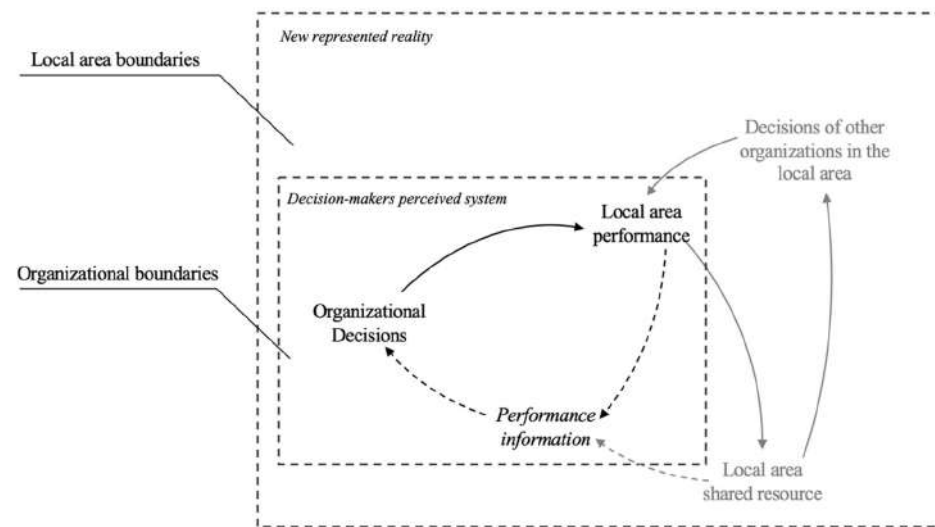 New represented reality
Local area boundaries
Decisions of other
organizations in the
local area
Decision-makers perceived system
Local area
performance
Organizational boundaries
Organizational
Decisions
Performance
information
Local area
shared resource